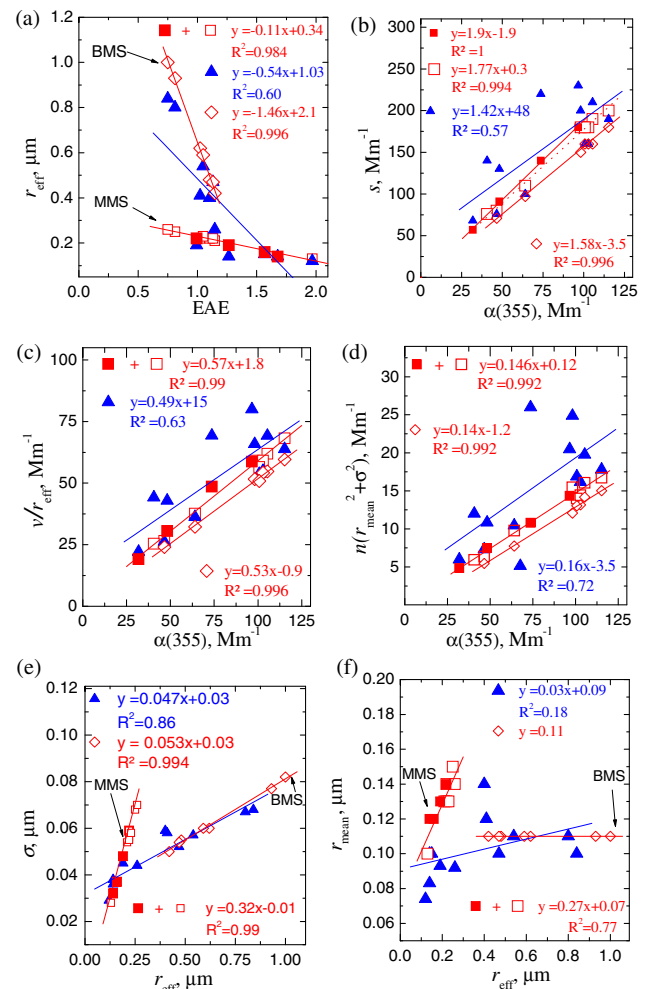 (a)
y=-0.11x+0.34
R²=0.984
y=-0.54x+1.03
R²=0.60
y=-1.46x+2.1
R²=0.996
BMS
MMS
r_eff, μm
1.2
1.0
0.8
0.6
0.4
0.2
0.0
0.0 0.5 1.0 1.5 2.0
EAE
(b)
y=1.9x-1.9
R² =1
y=1.77x+0.3
R² =0.994
y=1.42x+48
R² =0.57
y=1.58x-3.5
R² =0.996
s, Mm⁻¹
300
250
200
150
100
50
0
0 25 50 75 100 125
α(355), Mm⁻¹
(c)
y=0.57x+1.8
R² =0.99
y=0.49x+15
R² =0.63
y=0.53x-0.9
R² =0.996
v/r_eff, Mm⁻¹
100
75
50
25
0
0 25 50 75 100 125
α(355), Mm⁻¹
(d)
y=0.146x+0.12
R² =0.992
y=0.14x-1.2
R² =0.992
y=0.16x-3.5
R² =0.72
n(r_mean²+σ²), Mm⁻¹
30
25
20
15
10
5
0 25 50 75 100 125
α(355), Mm⁻¹
(e)
y =0.047x+0.03
R²=0.86
y = 0.053x+0.03
R² =0.994
MMS
BMS
y =0.32x-0.01
R² =0.99
σ, μm
0.12
0.10
0.08
0.06
0.04
0.02
0.00 0.25 0.50 0.75 1.00
r_eff, μm
(f)
y=0.03x+0.09
R²=0.18
y=0.11
MMS
BMS
y=0.27x+0.07
R²=0.77
r_mean, μm
0.20
0.18
0.16
0.14
0.12
0.10
0.08
0.06
0.0 0.2 0.4 0.6 0.8 1.0
r_eff, μm